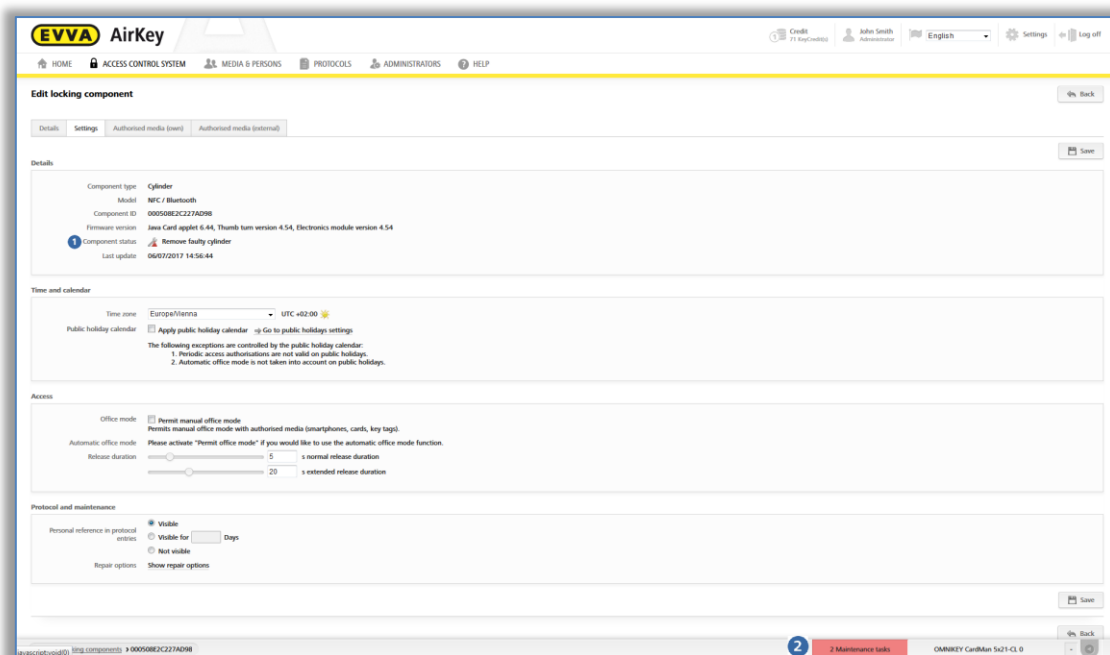 EVVA AirKey
Credit
71 KeyCredit(s)
John Smith
Administrator
English
Settings
Log off
HOME ACCESS CONTROL SYSTEM MEDIA & PERSONS PROTOCOLS ADMINISTRATORS HELP
Edit locking component
Back
Details Settings Authorised media (own) Authorised media (external)
Save
Details
Component type Cylinder
Model NFC / Bluetooth
Component ID 000508E2C227AD98
Firmware version Java Card applet 6.44, Thumb turn version 4.54, Electronics module version 4.54
1 Component status Remove faulty cylinder
Last update 06/07/2017 14:56:44
Time and calendar
Time zone Europe/Vienna UTC +02:00
Public holiday calendar Apply public holiday calendar Go to public holidays settings
The following exceptions are controlled by the public holiday calendar:
1. Periodic access authorisations are not valid on public holidays.
2. Automatic office mode is not taken into account on public holidays.
Access
Office mode Permit manual office mode
Permits manual office mode with authorised media (smartphones, cards, key tags).
Automatic office mode Please activate "Permit office mode" if you would like to use the automatic office mode function.
Release duration 5 s normal release duration
20 s extended release duration
Protocol and maintenance
Personal reference in protocol entries
Visible
Visible for Days
Not visible
Repair options Show repair options
Save
Back
javascript:void(0) king components 000508E2C227AD98 2 2 Maintenance tasks OMNIKEY CardMan 5x21-CL 0